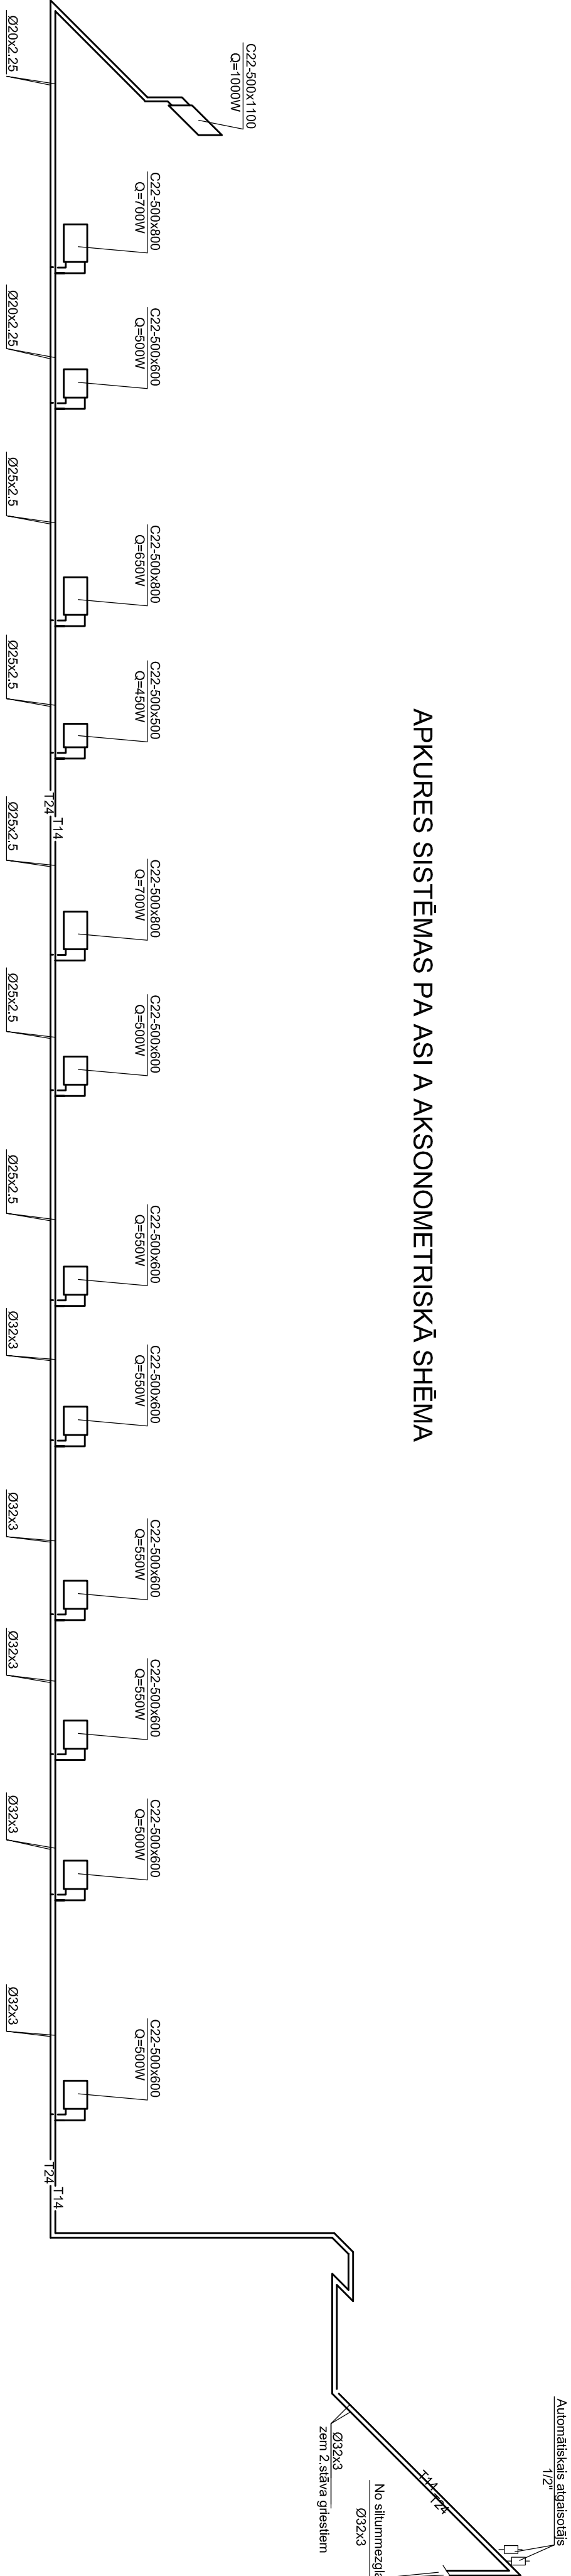 APKURES SISTĒMAS PA ASI A AKSONOMETRISKĀ SHĒMA
C22-500x1100
Q=1000W
C22-500x800
Q=700W
C22-500x600
Q=500W
C22-500x800
Q=650W
C22-500x500
Q=450W
C22-500x800
Q=700W
C22-500x600
Q=500W
C22-500x600
Q=550W
C22-500x600
Q=550W
C22-500x600
Q=550W
C22-500x600
Q=550W
C22-500x600
Q=500W
C22-500x600
Q=500W
T14
T24
T14
T24
Ø20x2.25
Ø20x2.25
Ø25x2.5
Ø25x2.5
Ø25x2.5
Ø25x2.5
Ø25x2.5
Ø32x3
Ø32x3
Ø32x3
Ø32x3
Ø32x3
Automātiskais atgaisotājs
1/2"
T14
T24
Ø32x3
zem 2.stāva griestiem
No
Ø32x3